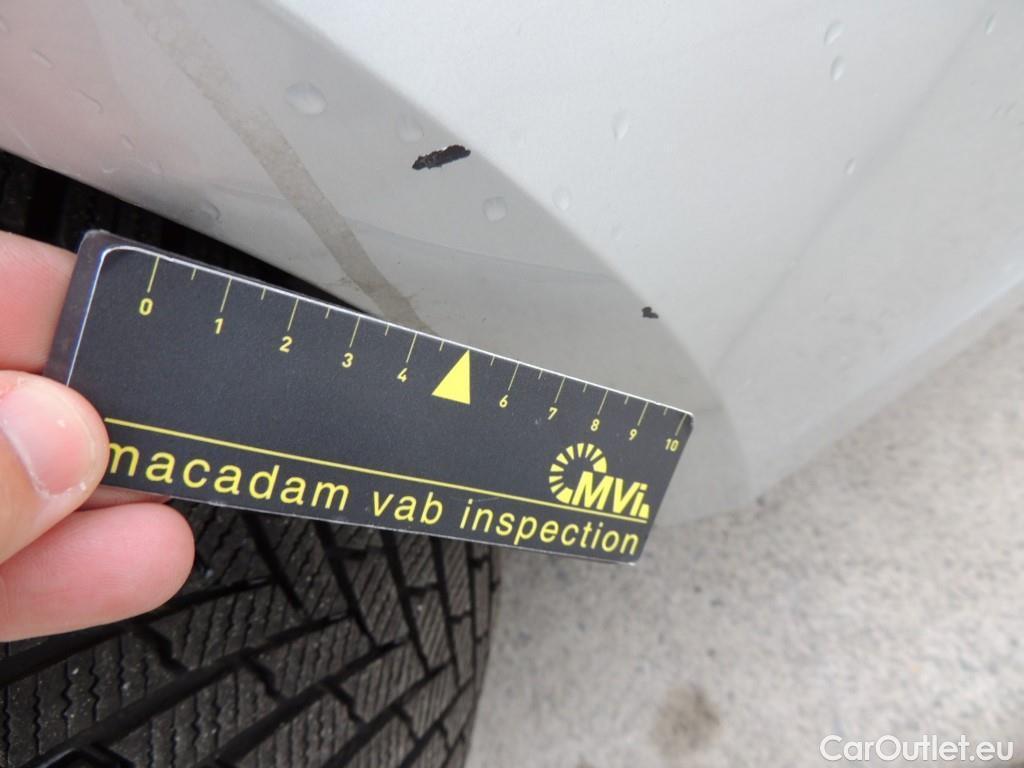 0 1 2 3 4 6 7 8 9 10
MVi.
macadam vab inspection
CarOutlet.eu